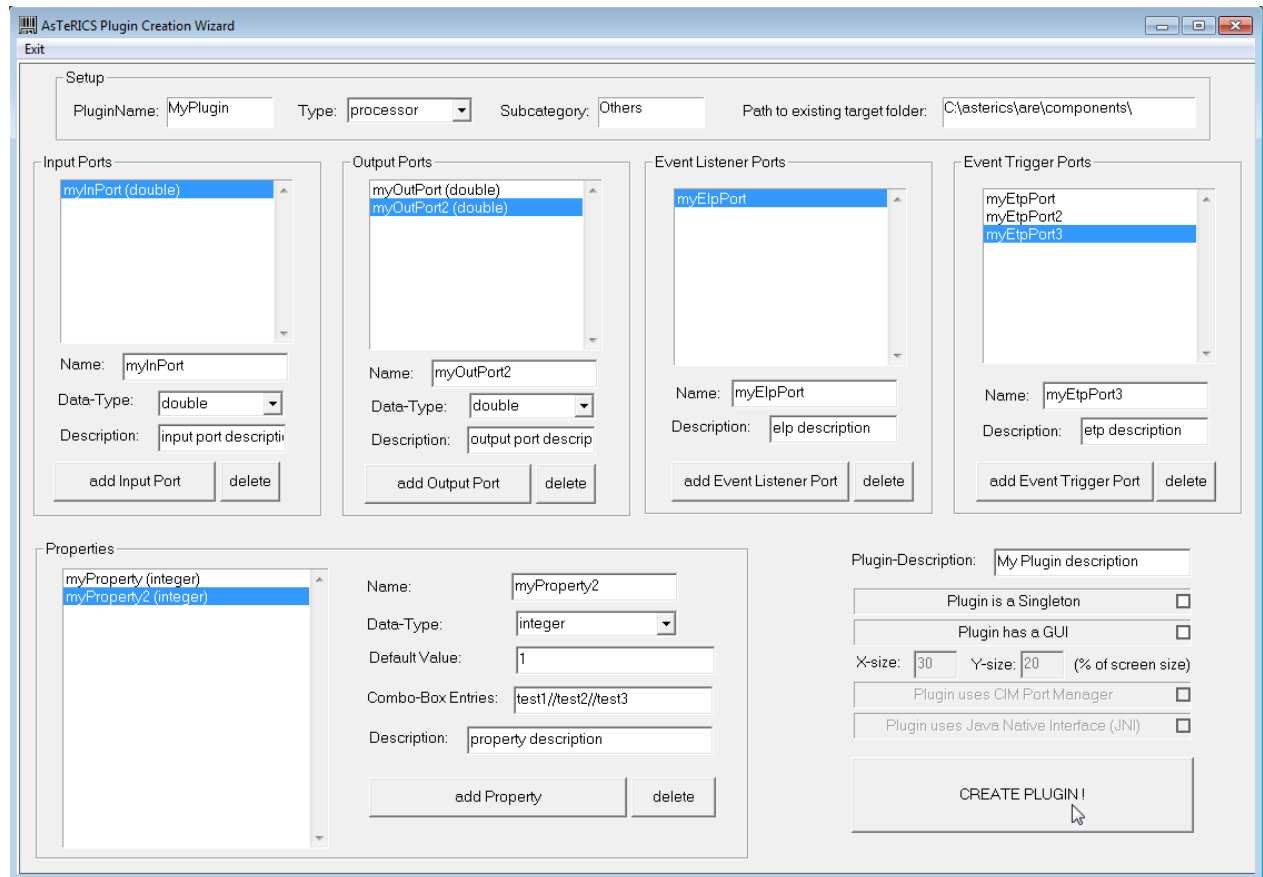 AsTeRICS Plugin Creation Wizard
Exit
Setup
PluginName: MyPlugin Type: processor Subcategory: Others Path to existing target folder: C:\asterics\are\components\
Input Ports
myInPort (double)
Name: myInPort
Data-Type: double
Description: input port descripti
add Input Port delete
Output Ports
myOutPort (double)
myOutPort2 (double)
Name: myOutPort2
Data-Type: double
Description: output port descrip
add Output Port delete
Event Listener Ports
myElpPort
Name: myElpPort
Description: elp description
add Event Listener Port delete
Event Trigger Ports
myEtpPort
myEtpPort2
myEtpPort3
Name: myEtpPort3
Description: etp description
add Event Trigger Port delete
Properties
myProperty (integer)
myProperty2 (integer)
Name: myProperty2
Data-Type: integer
Default Value: 1
Combo-Box Entries: test1//test2//test3
Description: property description
add Property delete
Plugin-Description: My Plugin description
Plugin is a Singleton
Plugin has a GUI
X-size: 30 Y-size: 20 (% of screen size)
Plugin uses CIM Port Manager
Plugin uses Java Native Interface (JNI)
CREATE PLUGIN !